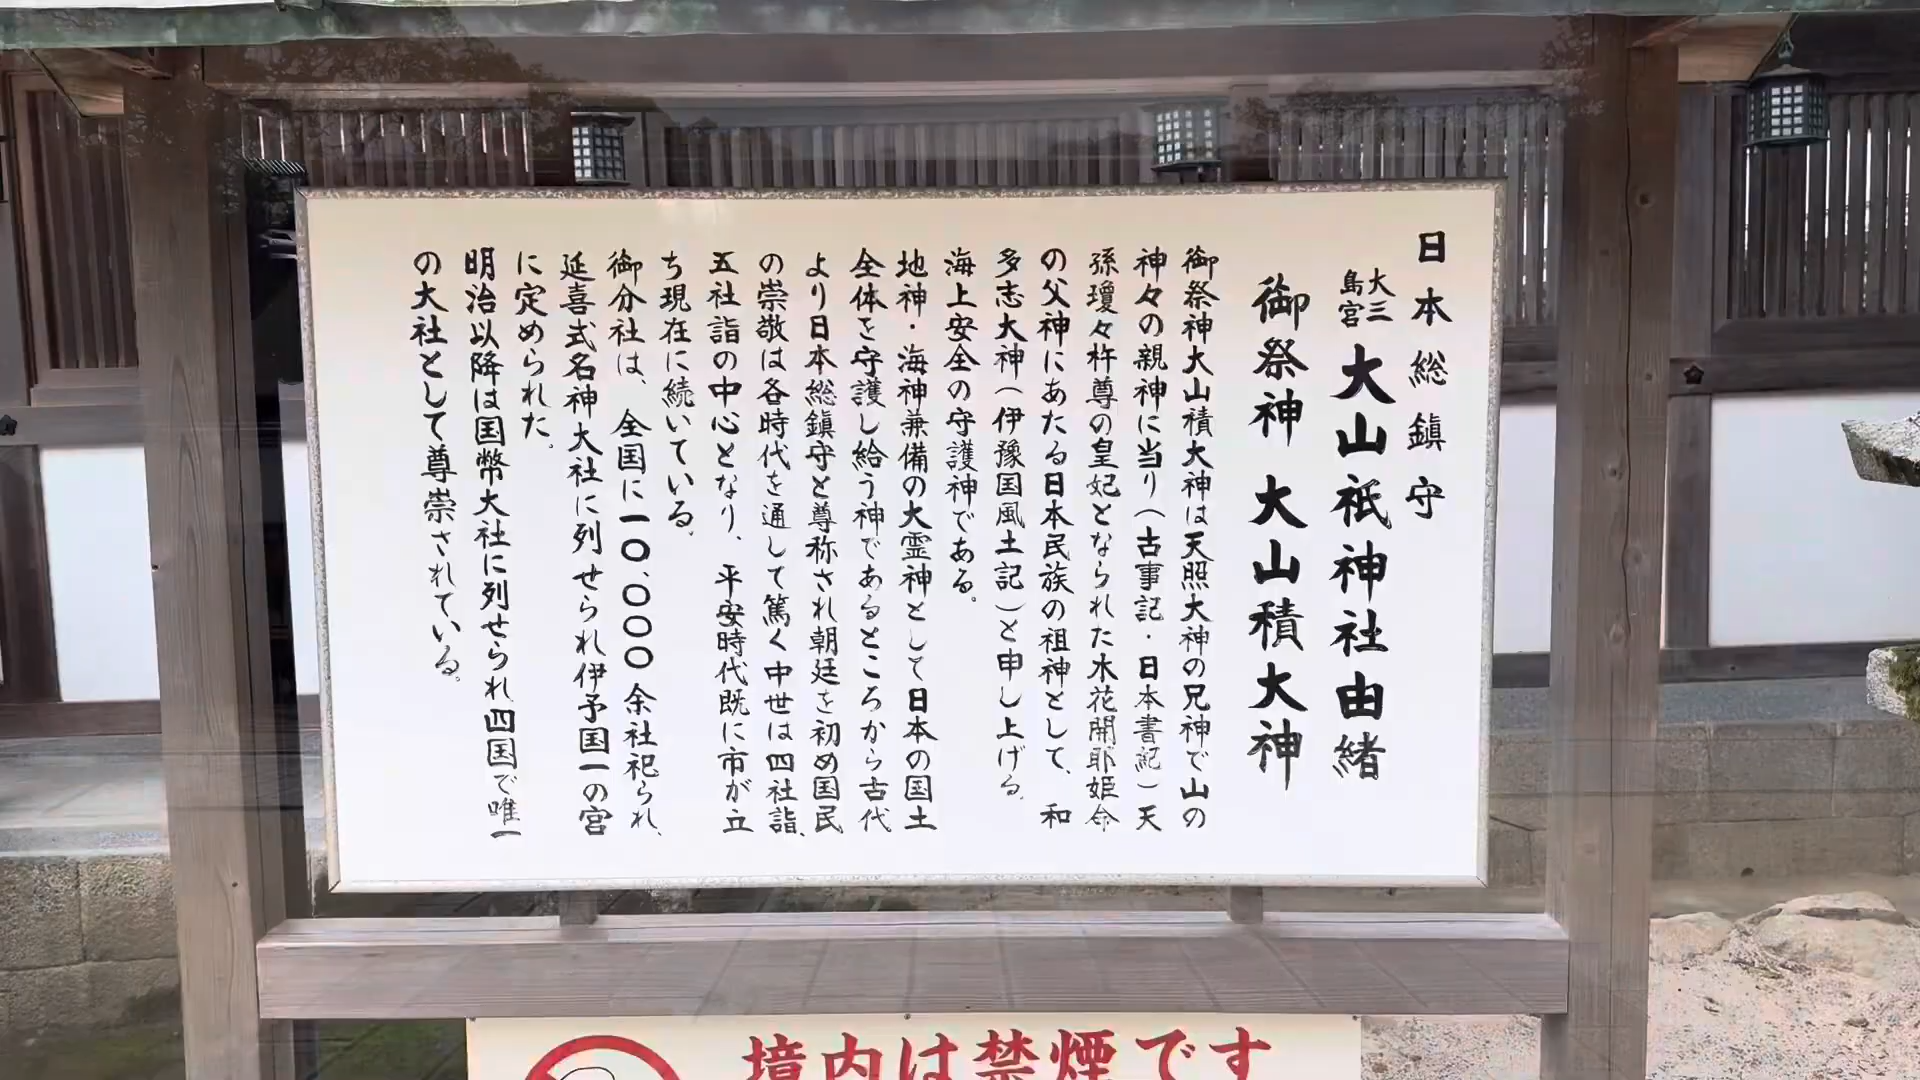 日本総鎮守
大三島宮 大山祇神社由緒
御祭神 大山積大神
御祭神大山積大神は天照大神の兄神で山の
神々の親神に当り（古事記・日本書紀）天
孫瓊々杵尊の皇妃となられた木花開耶姫命
の父神にあたる日本民族の祖神として、和
多志大神（伊豫国風土記）と申し上げる。
海上安全の守護神である。
地神・海神兼備の大霊神として日本の国土
全体を守護し給う神であるところから古代
より日本総鎮守と尊称され朝廷を初め国民
の崇敬は各時代を通して篤く中世は四社詣、
五社詣の中心となり、平安時代既に市が立
ち現在に続いている。
御分社は、全国に一〇、〇〇〇余社祀られ、
延喜式名神大社に列せられ伊予国一の宮
に定められた。
明治以降は国幣大社に列せられ四国で唯一
の大社として尊崇されている。
境内は禁煙です